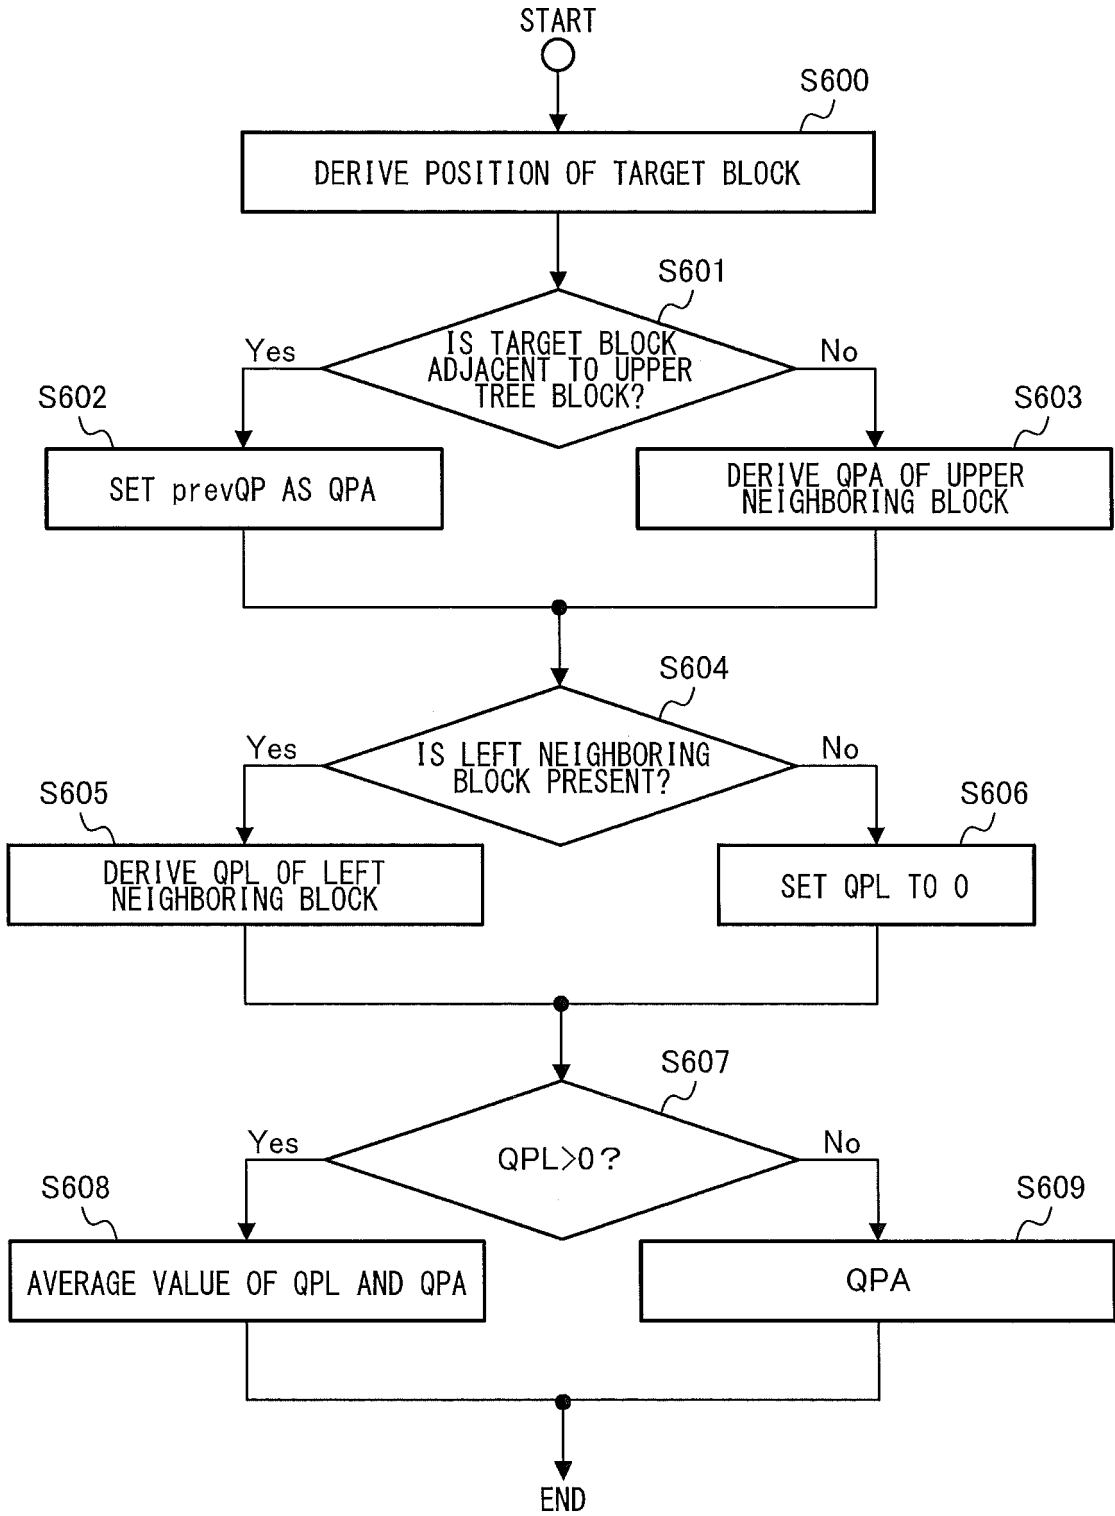 START
S600
DERIVE POSITION OF TARGET BLOCK
S601
IS TARGET BLOCK
ADJACENT TO UPPER
TREE BLOCK?
Yes
No
S602
SET prevQP AS QPA
S603
DERIVE QPA OF UPPER
NEIGHBORING BLOCK
S604
IS LEFT NEIGHBORING
BLOCK PRESENT?
Yes
No
S605
DERIVE QPL OF LEFT
NEIGHBORING BLOCK
S606
SET QPL TO 0
S607
QPL>0?
Yes
No
S608
AVERAGE VALUE OF QPL AND QPA
S609
QPA
END